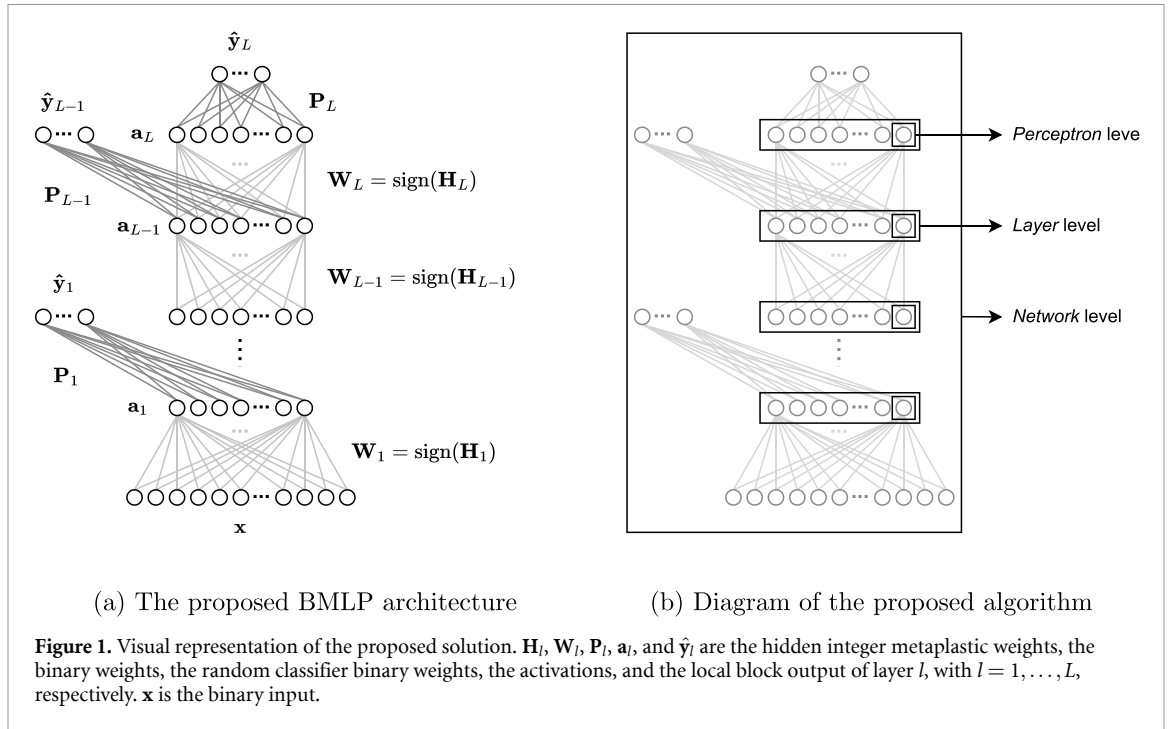 ŷ_L
ŷ_{L−1}
P_L
a_L
W_L = sign(H_L)
P_{L−1}
a_{L−1}
W_{L−1} = sign(H_{L−1})
ŷ_1
P_1
a_1
W_1 = sign(H_1)
x
Perceptron leve
Layer level
Network level
(a) The proposed BMLP architecture
(b) Diagram of the proposed algorithm
Figure 1. Visual representation of the proposed solution. H_l, W_l, P_l, a_l, and ŷ_l are the hidden integer metaplastic weights, the
binary weights, the random classifier binary weights, the activations, and the local block output of layer l, with l = 1, . . . , L,
respectively. x is the binary input.